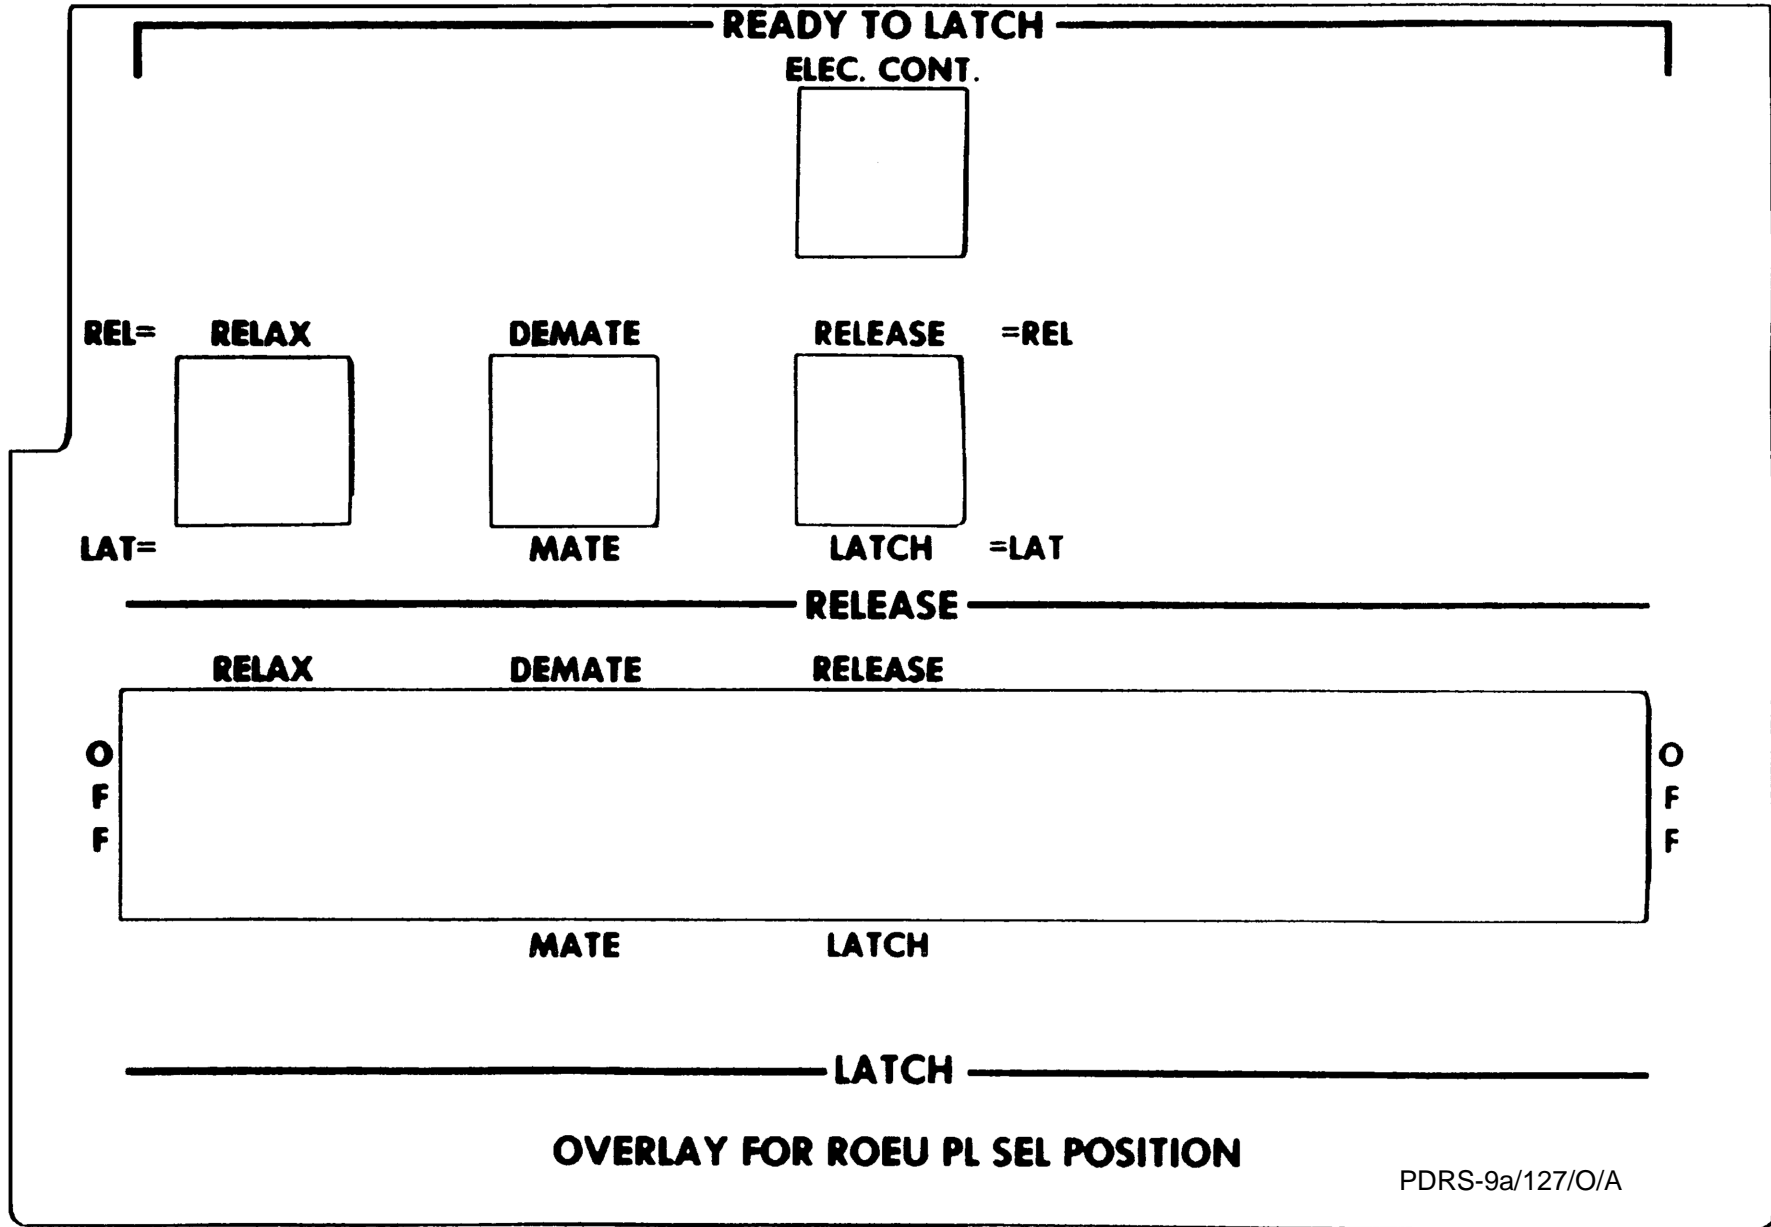 READY TO LATCH
ELEC. CONT.
REL= RELAX DEMATE RELEASE =REL
LAT= MATE LATCH =LAT
RELEASE
RELAX DEMATE RELEASE
O O
F F
F F
MATE LATCH
LATCH
OVERLAY FOR ROEU PL SEL POSITION
PDRS-9a/127/O/A